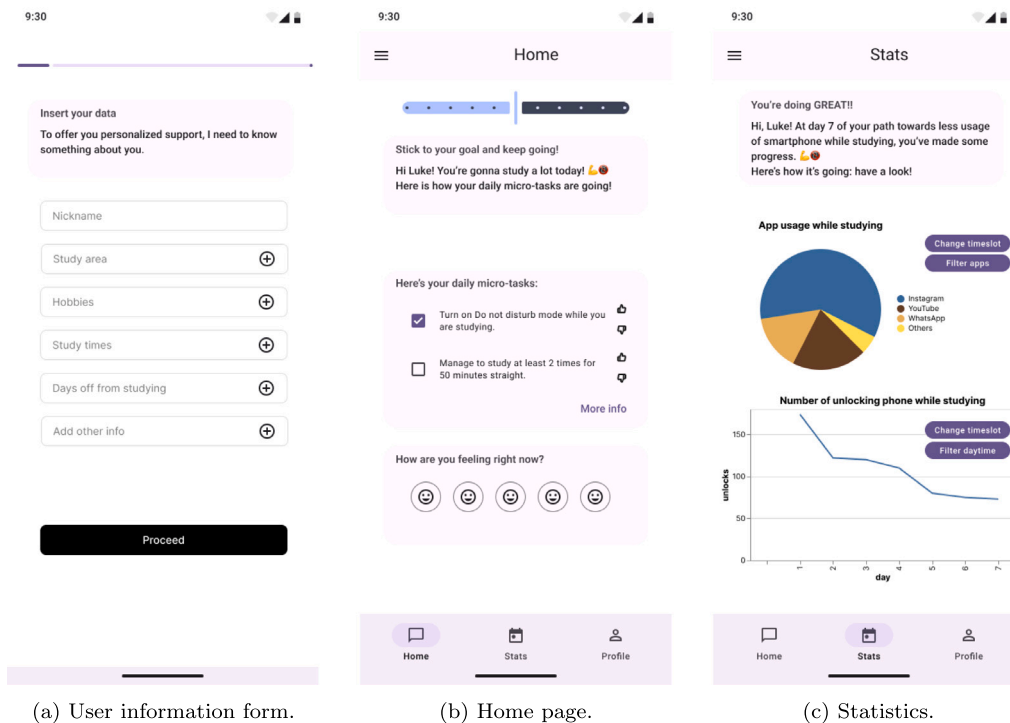 9:30
Insert your data
To offer you personalized support, I need to know
something about you.
Nickname
Study area
Hobbies
Study times
Days off from studying
Add other info
Proceed
(a) User information form.
9:30
Home
Stick to your goal and keep going!
Hi Luke! You're gonna study a lot today! 💪🏾
Here is how your daily micro-tasks are going!
Here's your daily micro-tasks:
Turn on Do not disturb mode while you
are studying.
Manage to study at least 2 times for
50 minutes straight.
More info
How are you feeling right now?
Home
Stats
Profile
(b) Home page.
9:30
Stats
You're doing GREAT!!
Hi, Luke! At day 7 of your path towards less usage
of smartphone while studying, you've made some
progress. 💪🏾
Here's how it's going: have a look!
App usage while studying
Change timeslot
Filter apps
Instagram
YouTube
WhatsApp
Others
Number of unlocking phone while studying
Change timeslot
Filter daytime
150
100
50
0
unlocks
1 2 3 4 5 6 7
day
Home
Stats
Profile
(c) Statistics.